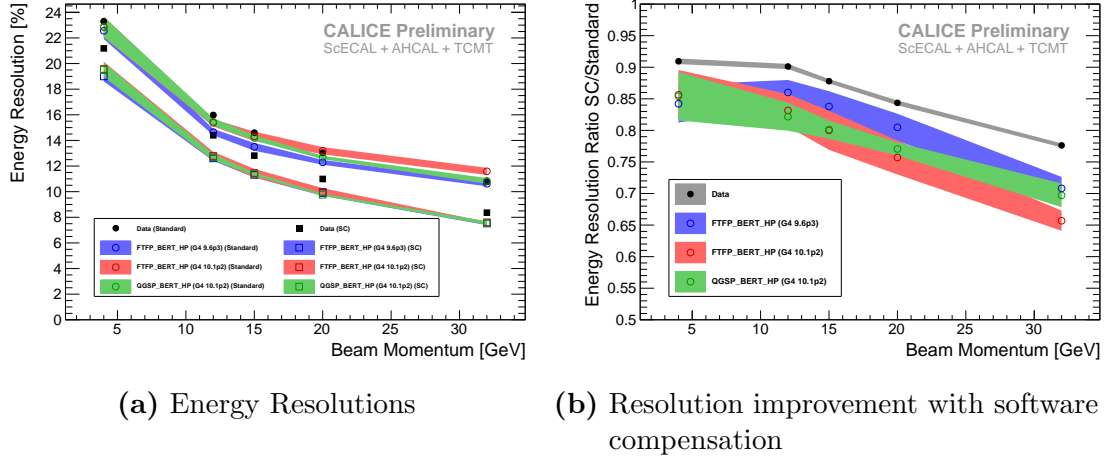 Energy Resolution [%]
24
22
20
18
16
14
12
10
8
6
4
2
0
CALICE Preliminary
ScECAL + AHCAL + TCMT
Data (Standard)
Data (SC)
FTFP_BERT_HP (G4 9.6p3) (Standard)
FTFP_BERT_HP (G4 9.6p3) (SC)
FTFP_BERT_HP (G4 10.1p2) (Standard)
FTFP_BERT_HP (G4 10.1p2) (SC)
QGSP_BERT_HP (G4 10.1p2) (Standard)
QGSP_BERT_HP (G4 10.1p2) (SC)
5 10 15 20 25 30
Beam Momentum [GeV]
(a) Energy Resolutions
Energy Resolution Ratio SC/Standard
1
0.95
0.9
0.85
0.8
0.75
0.7
0.65
0.6
0.55
0.5
CALICE Preliminary
ScECAL + AHCAL + TCMT
Data
FTFP_BERT_HP (G4 9.6p3)
FTFP_BERT_HP (G4 10.1p2)
QGSP_BERT_HP (G4 10.1p2)
5 10 15 20 25 30
Beam Momentum [GeV]
(b) Resolution improvement with software
compensation